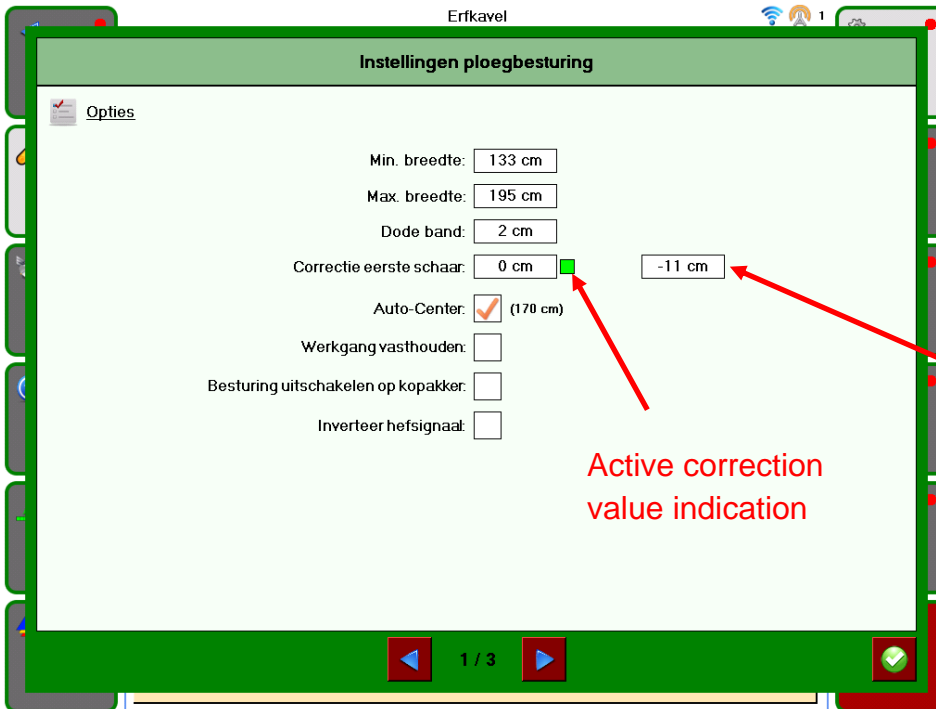 Erfkavel
1
Instellingen ploegbesturing
Opties
Min. breedte: 133 cm
Max. breedte: 195 cm
Dode band: 2 cm
Correctie eerste schaar: 0 cm -11 cm
Auto-Center: (170 cm)
Werkgang vasthouden:
Besturing uitschakelen op kopakker:
Inverteer hefsignaal:
Active correction
value indication
1 / 3